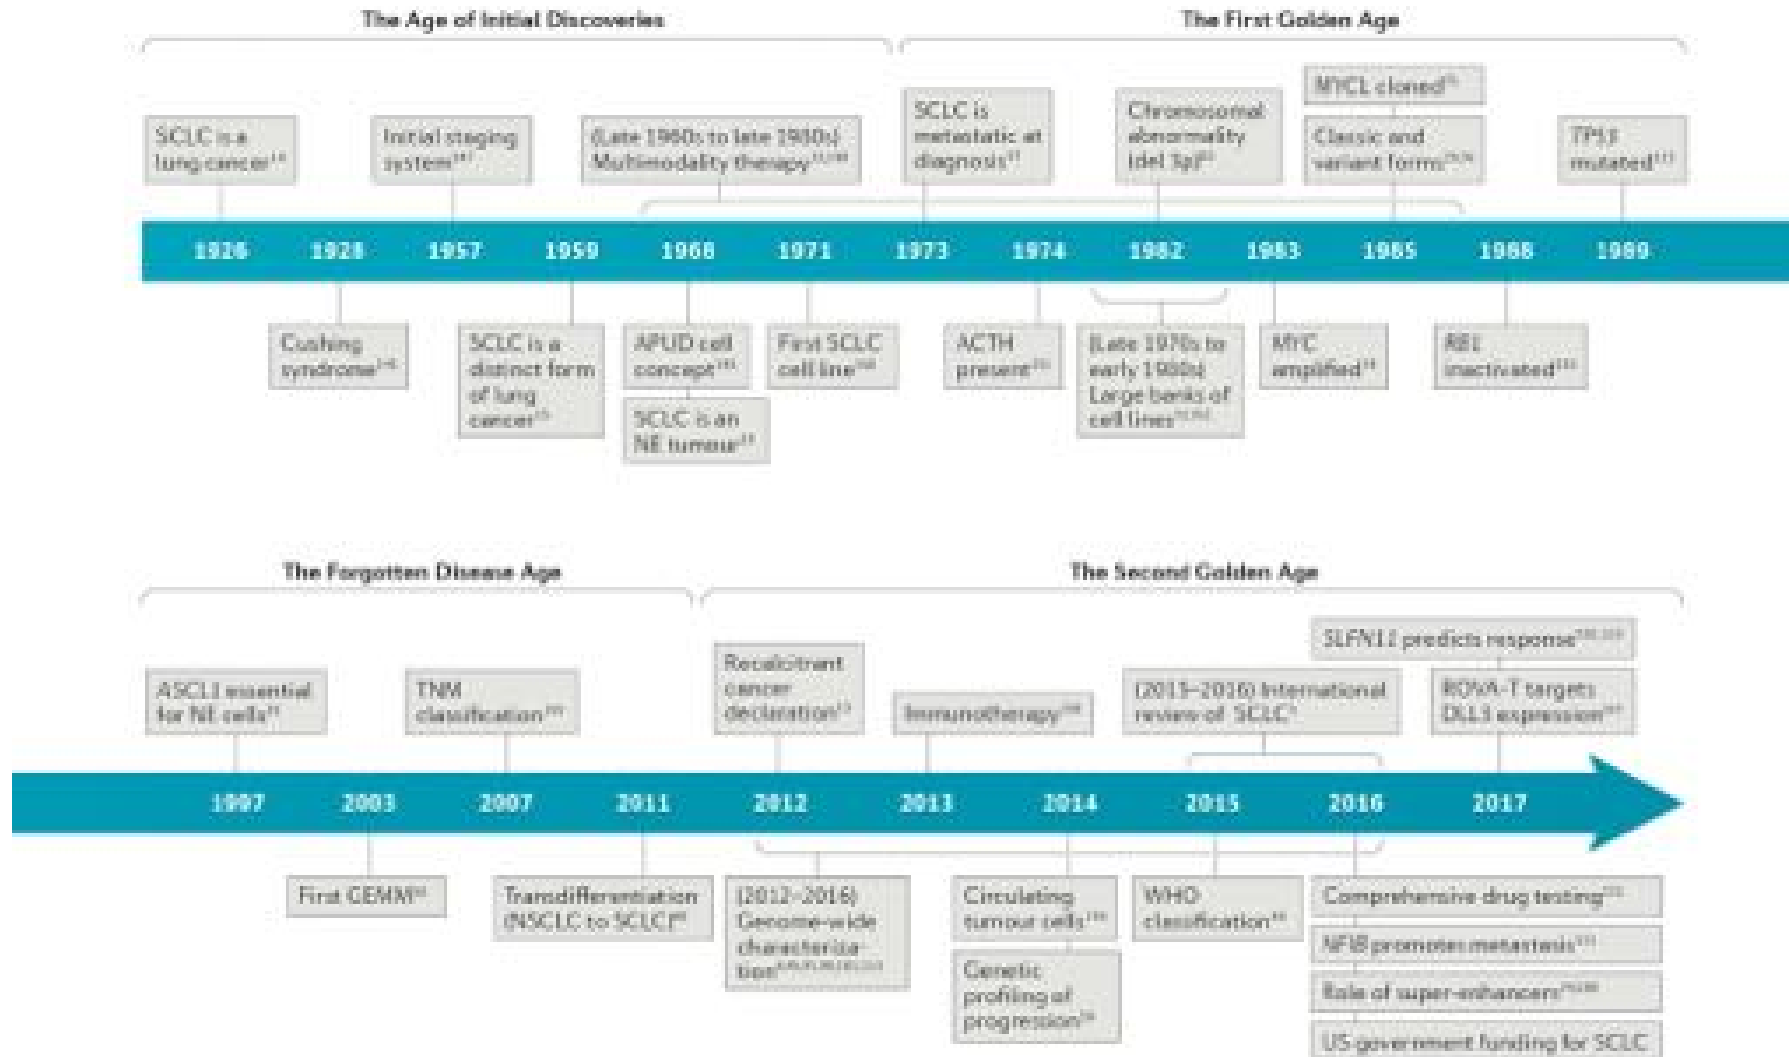 The Age of Initial Discoveries
The First Golden Age
SCLC is a
lung cancer
Initial staging
system
(Late 1960s to late 1980s)
Multimodality therapy
SCLC is
metastatic at
diagnosis
Chromosomal
abnormality
(del 3p)
MYCL cloned
Classic and
variant forms
TP53
mutated
1926 1928 1957 1959 1968 1971 1973 1974 1982 1983 1985 1988 1989
Cushing
syndrome
SCLC is a
distinct form
of lung
cancer
APUD cell
concept
SCLC is an
NE tumour
First SCLC
cell line
ACTH
present
(Late 1970s to
early 1980s)
Large banks of
cell lines
MYC
amplified
RB1
inactivated
The Forgotten Disease Age
The Second Golden Age
ASCL1 essential
for NE cells
TNM
classification
Recalcitrant
cancer
declaration
Immunotherapy
(2015–2016) International
review of SCLC
SLFN11 predicts response
ROVA-T targets
DLL3 expression
1997 2003 2007 2011 2012 2013 2014 2015 2016 2017
First GEMM
Transdifferentiation
(NSCLC to SCLC)
(2012–2016)
Genome-wide
characteriza-
tion
Circulating
tumour cells
Genetic
profiling of
progression
WHO
classification
Comprehensive drug testing
NFIB promotes metastasis
Role of super-enhancers
US government funding for SCLC